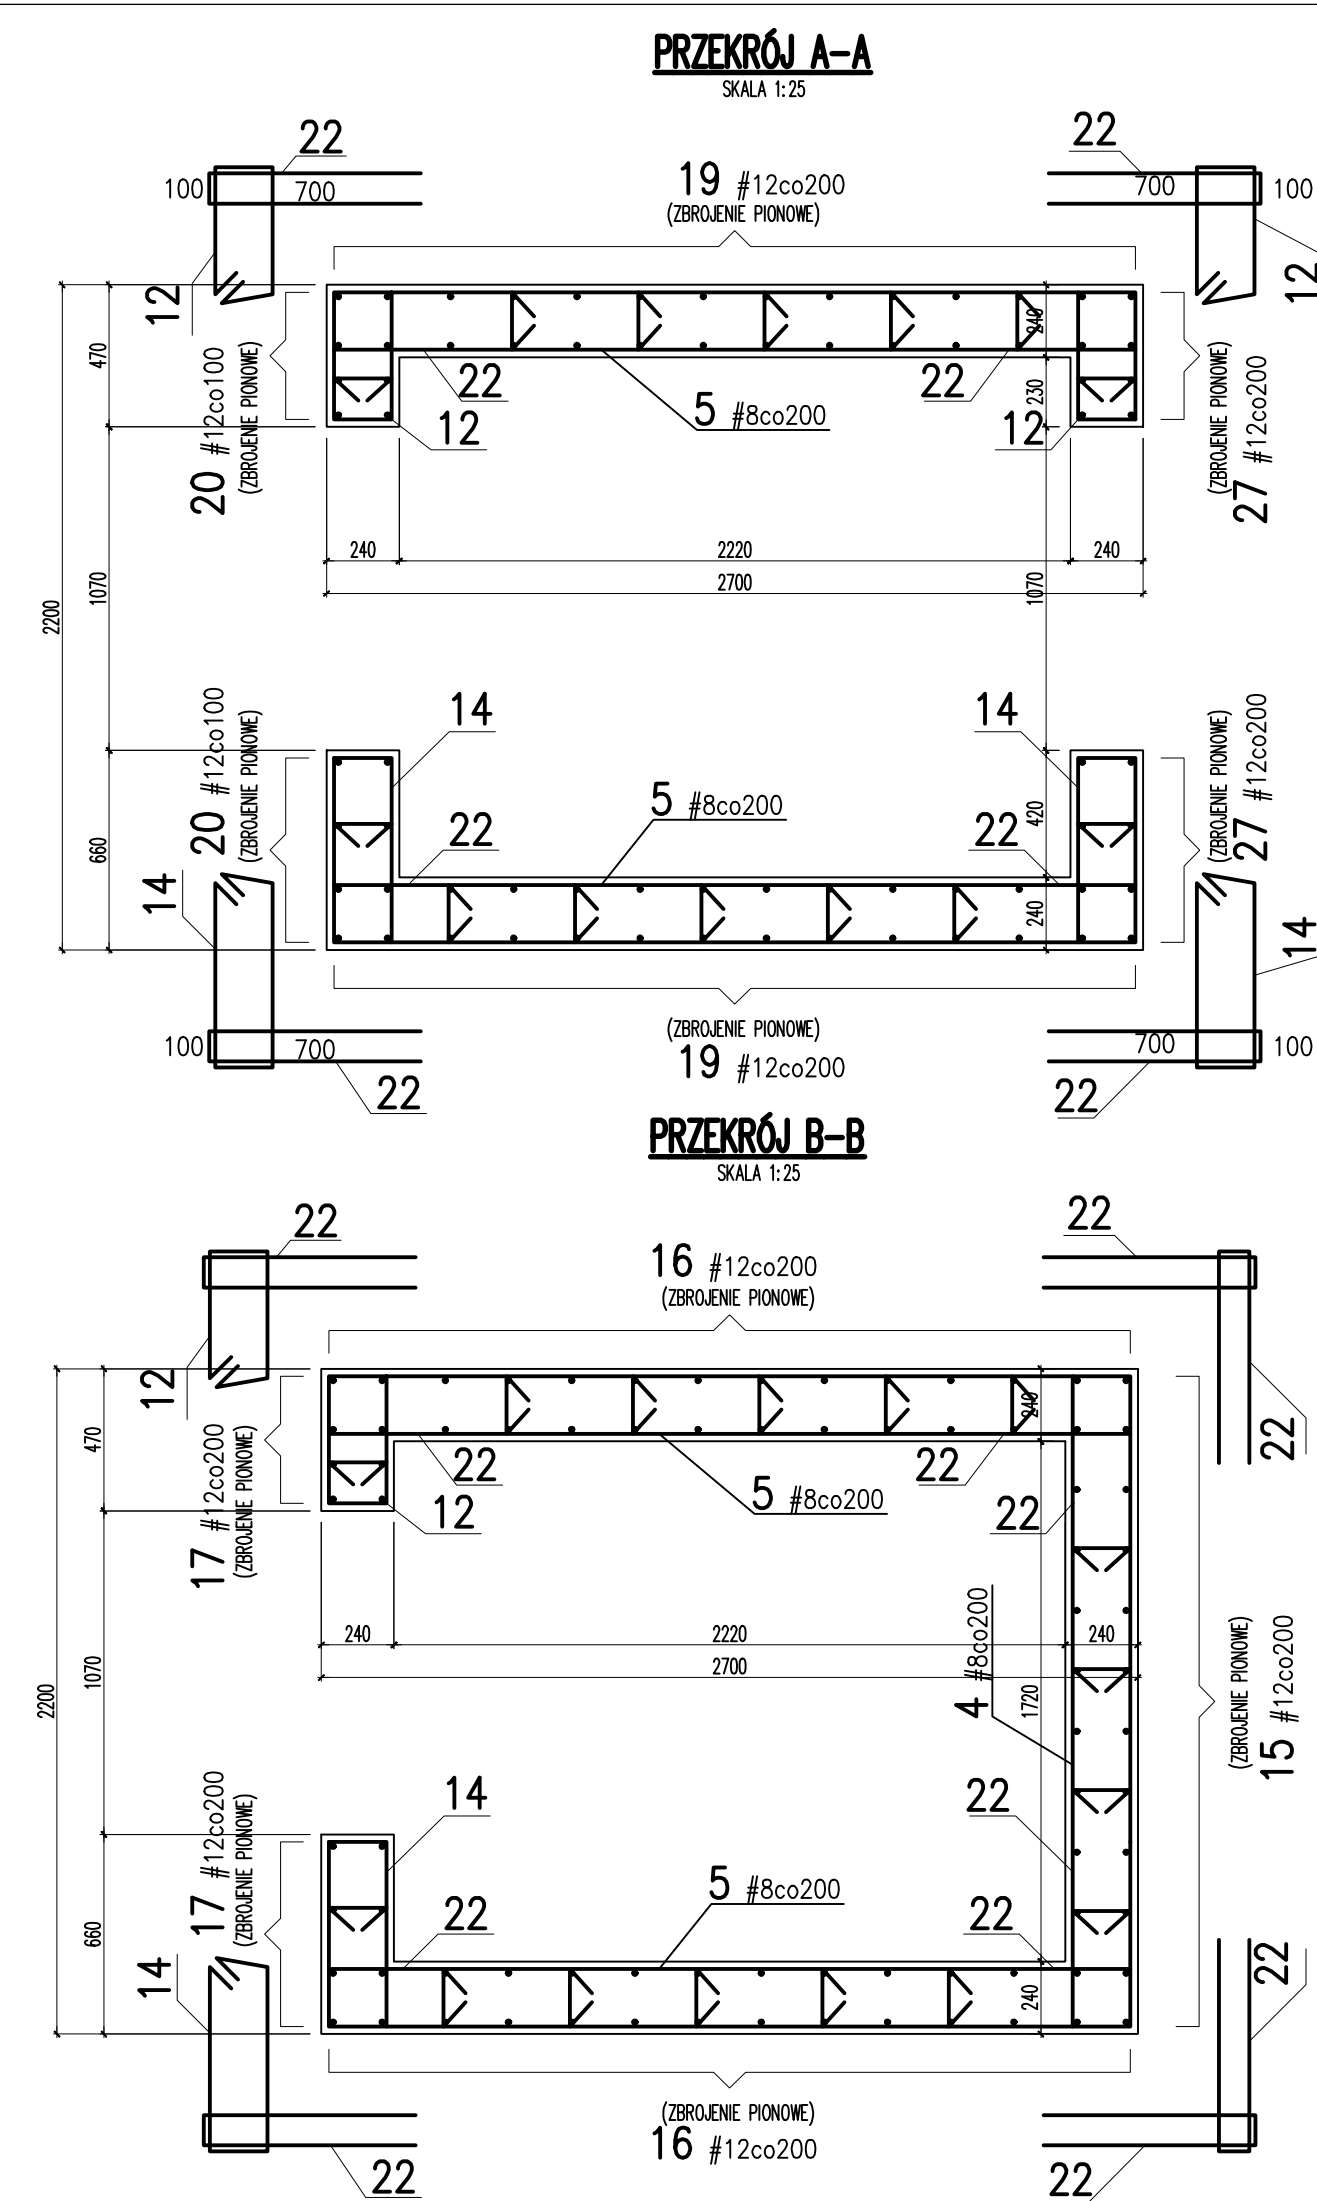 PRZEKRÓJ A-A
SKALA 1:25
22
22
100
700
19 #12co200
(ZBROJENIE PIONOWE)
700
100
12
12
470
240
230
20 #12co100
(ZBROJENIE PIONOWE)
22
12
5 #8co200
22
12
(ZBROJENIE PIONOWE)
27 #12co200
240
2220
240
2700
2200
1070
1070
14
14
20 #12co100
(ZBROJENIE PIONOWE)
5 #8co200
(ZBROJENIE PIONOWE)
27 #12co200
22
22
660
420
240
14
14
100
700
(ZBROJENIE PIONOWE)
19 #12co200
700
100
22
22
PRZEKRÓJ B-B
SKALA 1:25
22
22
16 #12co200
(ZBROJENIE PIONOWE)
12
22
470
240
17 #12co200
(ZBROJENIE PIONOWE)
22
12
5 #8co200
22
22
240
2220
240
2700
2200
1070
1720
4 #8co200
(ZBROJENIE PIONOWE)
15 #12co200
14
22
17 #12co200
(ZBROJENIE PIONOWE)
5 #8co200
22
22
660
240
14
22
(ZBROJENIE PIONOWE)
16 #12co200
22
22